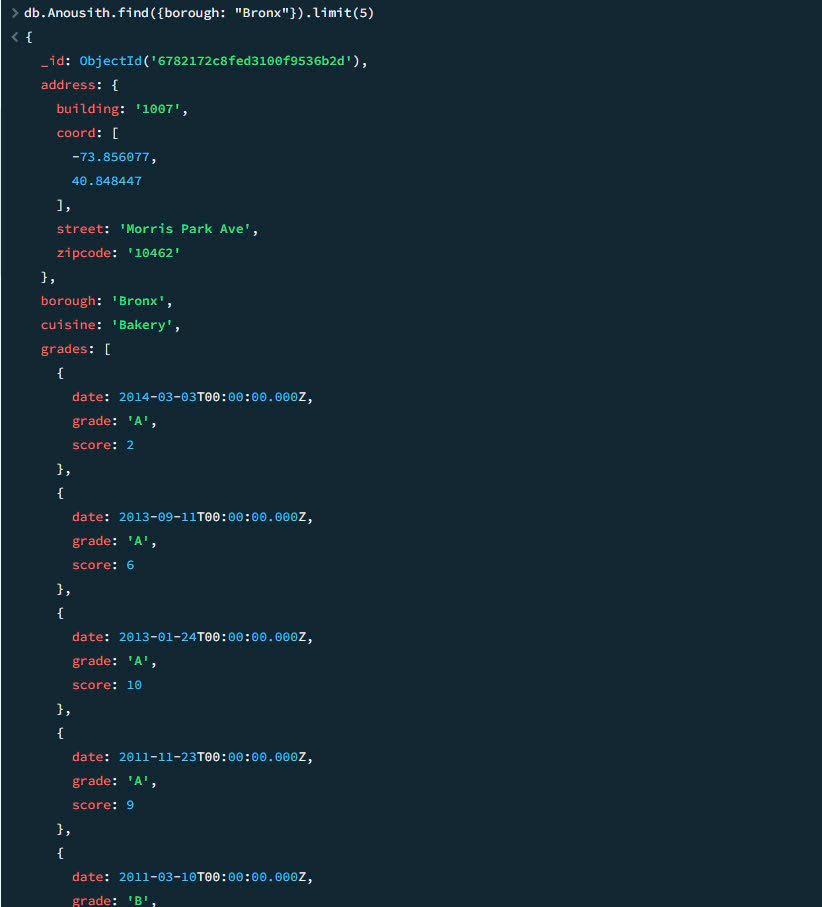 > db.Anousith.find({borough: "Bronx"}).limit(5)
< {
_id: ObjectId('6782172c8fed3100f9536b2d'),
address: {
building: '1007',
coord: [
-73.856077,
40.848447
],
street: 'Morris Park Ave',
zipcode: '10462'
},
borough: 'Bronx',
cuisine: 'Bakery',
grades: [
{
date: 2014-03-03T00:00:00.000Z,
grade: 'A',
score: 2
},
{
date: 2013-09-11T00:00:00.000Z,
grade: 'A',
score: 6
},
{
date: 2013-01-24T00:00:00.000Z,
grade: 'A',
score: 10
},
{
date: 2011-11-23T00:00:00.000Z,
grade: 'A',
score: 9
},
{
date: 2011-03-10T00:00:00.000Z,
grade: 'B',